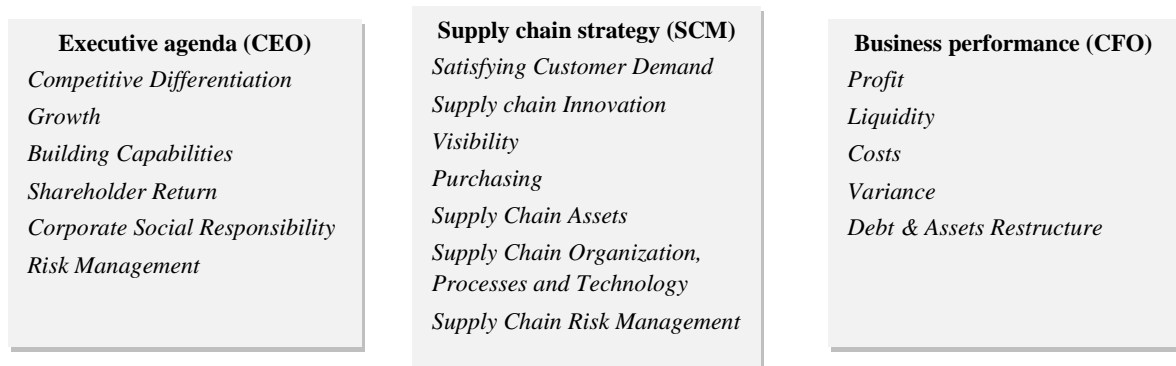 Executive agenda (CEO)
Competitive Differentiation
Growth
Building Capabilities
Shareholder Return
Corporate Social Responsibility
Risk Management
Supply chain strategy (SCM)
Satisfying Customer Demand
Supply chain Innovation
Visibility
Purchasing
Supply Chain Assets
Supply Chain Organization,
Processes and Technology
Supply Chain Risk Management
Business performance (CFO)
Profit
Liquidity
Costs
Variance
Debt & Assets Restructure